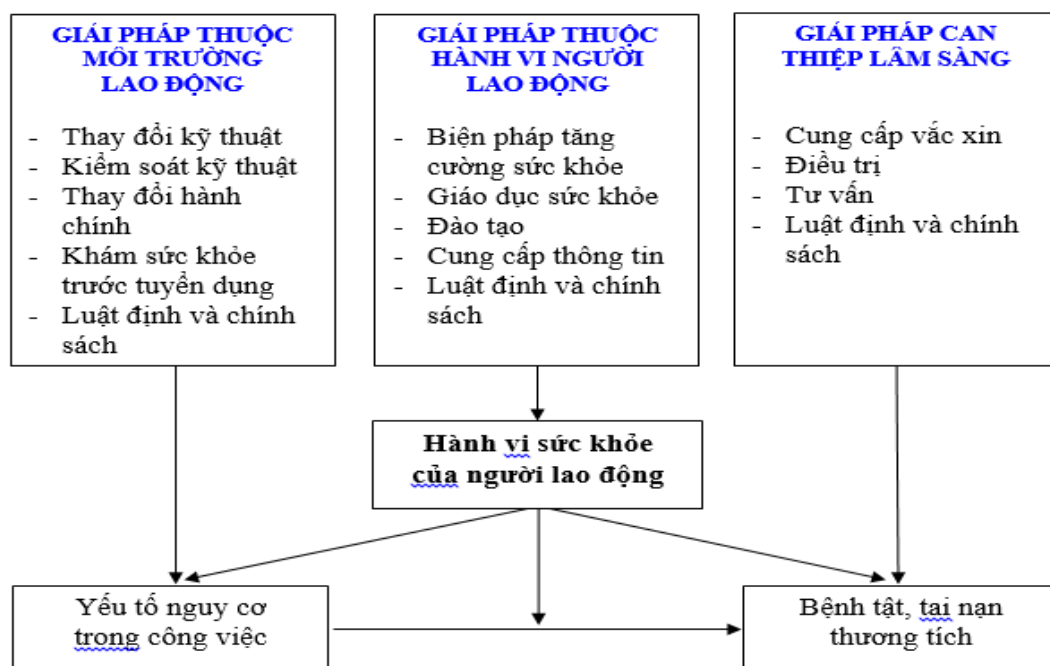 GIẢI PHÁP THUỘC
MÔI TRƯỜNG
LAO ĐỘNG
- Thay đổi kỹ thuật
- Kiểm soát kỹ thuật
- Thay đổi hành
chính
- Khám sức khỏe
trước tuyển dụng
- Luật định và chính
sách
GIẢI PHÁP THUỘC
HÀNH VI NGƯỜI
LAO ĐỘNG
- Biện pháp tăng
cường sức khỏe
- Giáo dục sức khỏe
- Đào tạo
- Cung cấp thông tin
- Luật định và chính
sách
GIẢI PHÁP CAN
THIỆP LÂM SÀNG
- Cung cấp vắc xin
- Điều trị
- Tư vấn
- Luật định và chính
sách
Hành vi sức khỏe
của người lao động
Yếu tố nguy cơ
trong công việc
Bệnh tật, tai nạn
thương tích